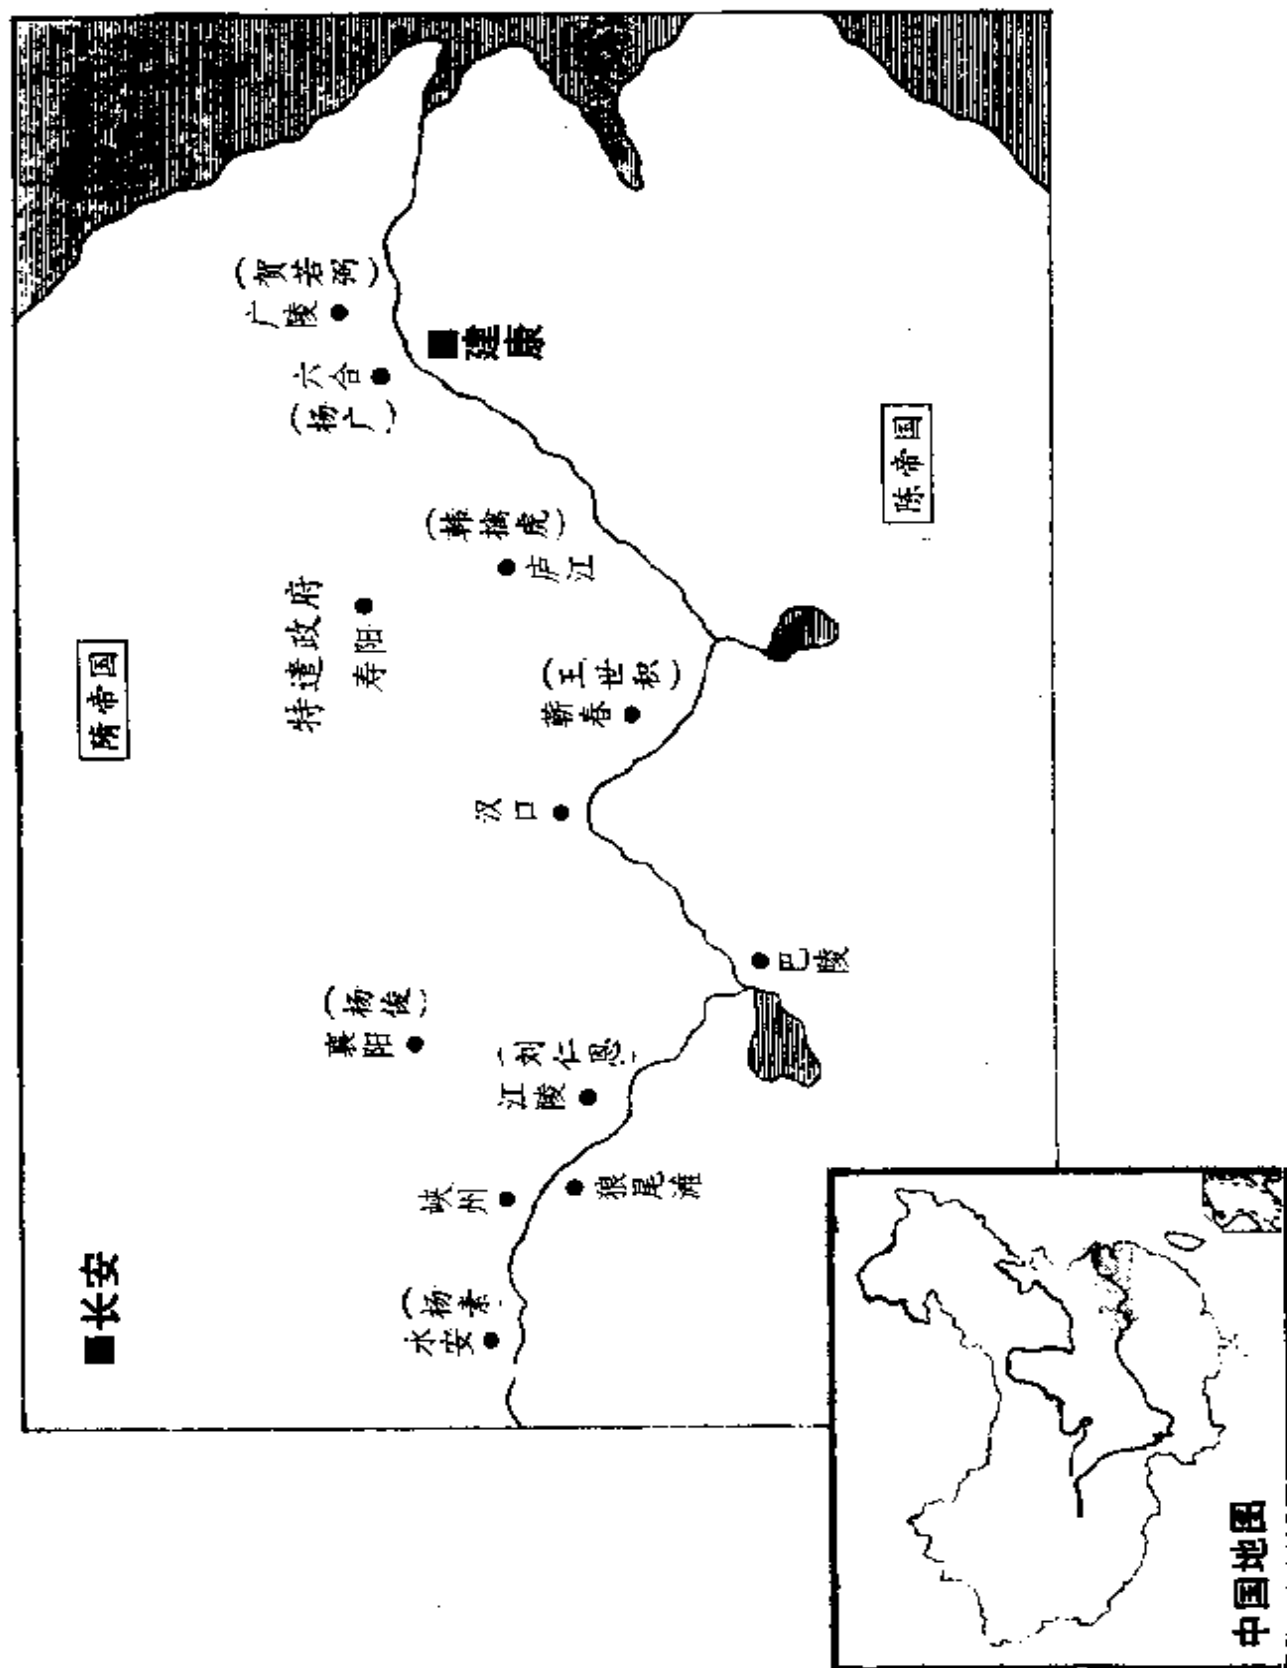 隋帝国
■长安
特遣政府
寿阳
(贺若弼)
广陵
六合
(杨广)
■建康
(韩擒虎)
庐江
(王世积)
蕲春
汉口
(杨俊)
襄阳
(刘仁恩)
江陵
巴陵
峡州
狼尾滩
(杨素)
永安
陈帝国
中国地图